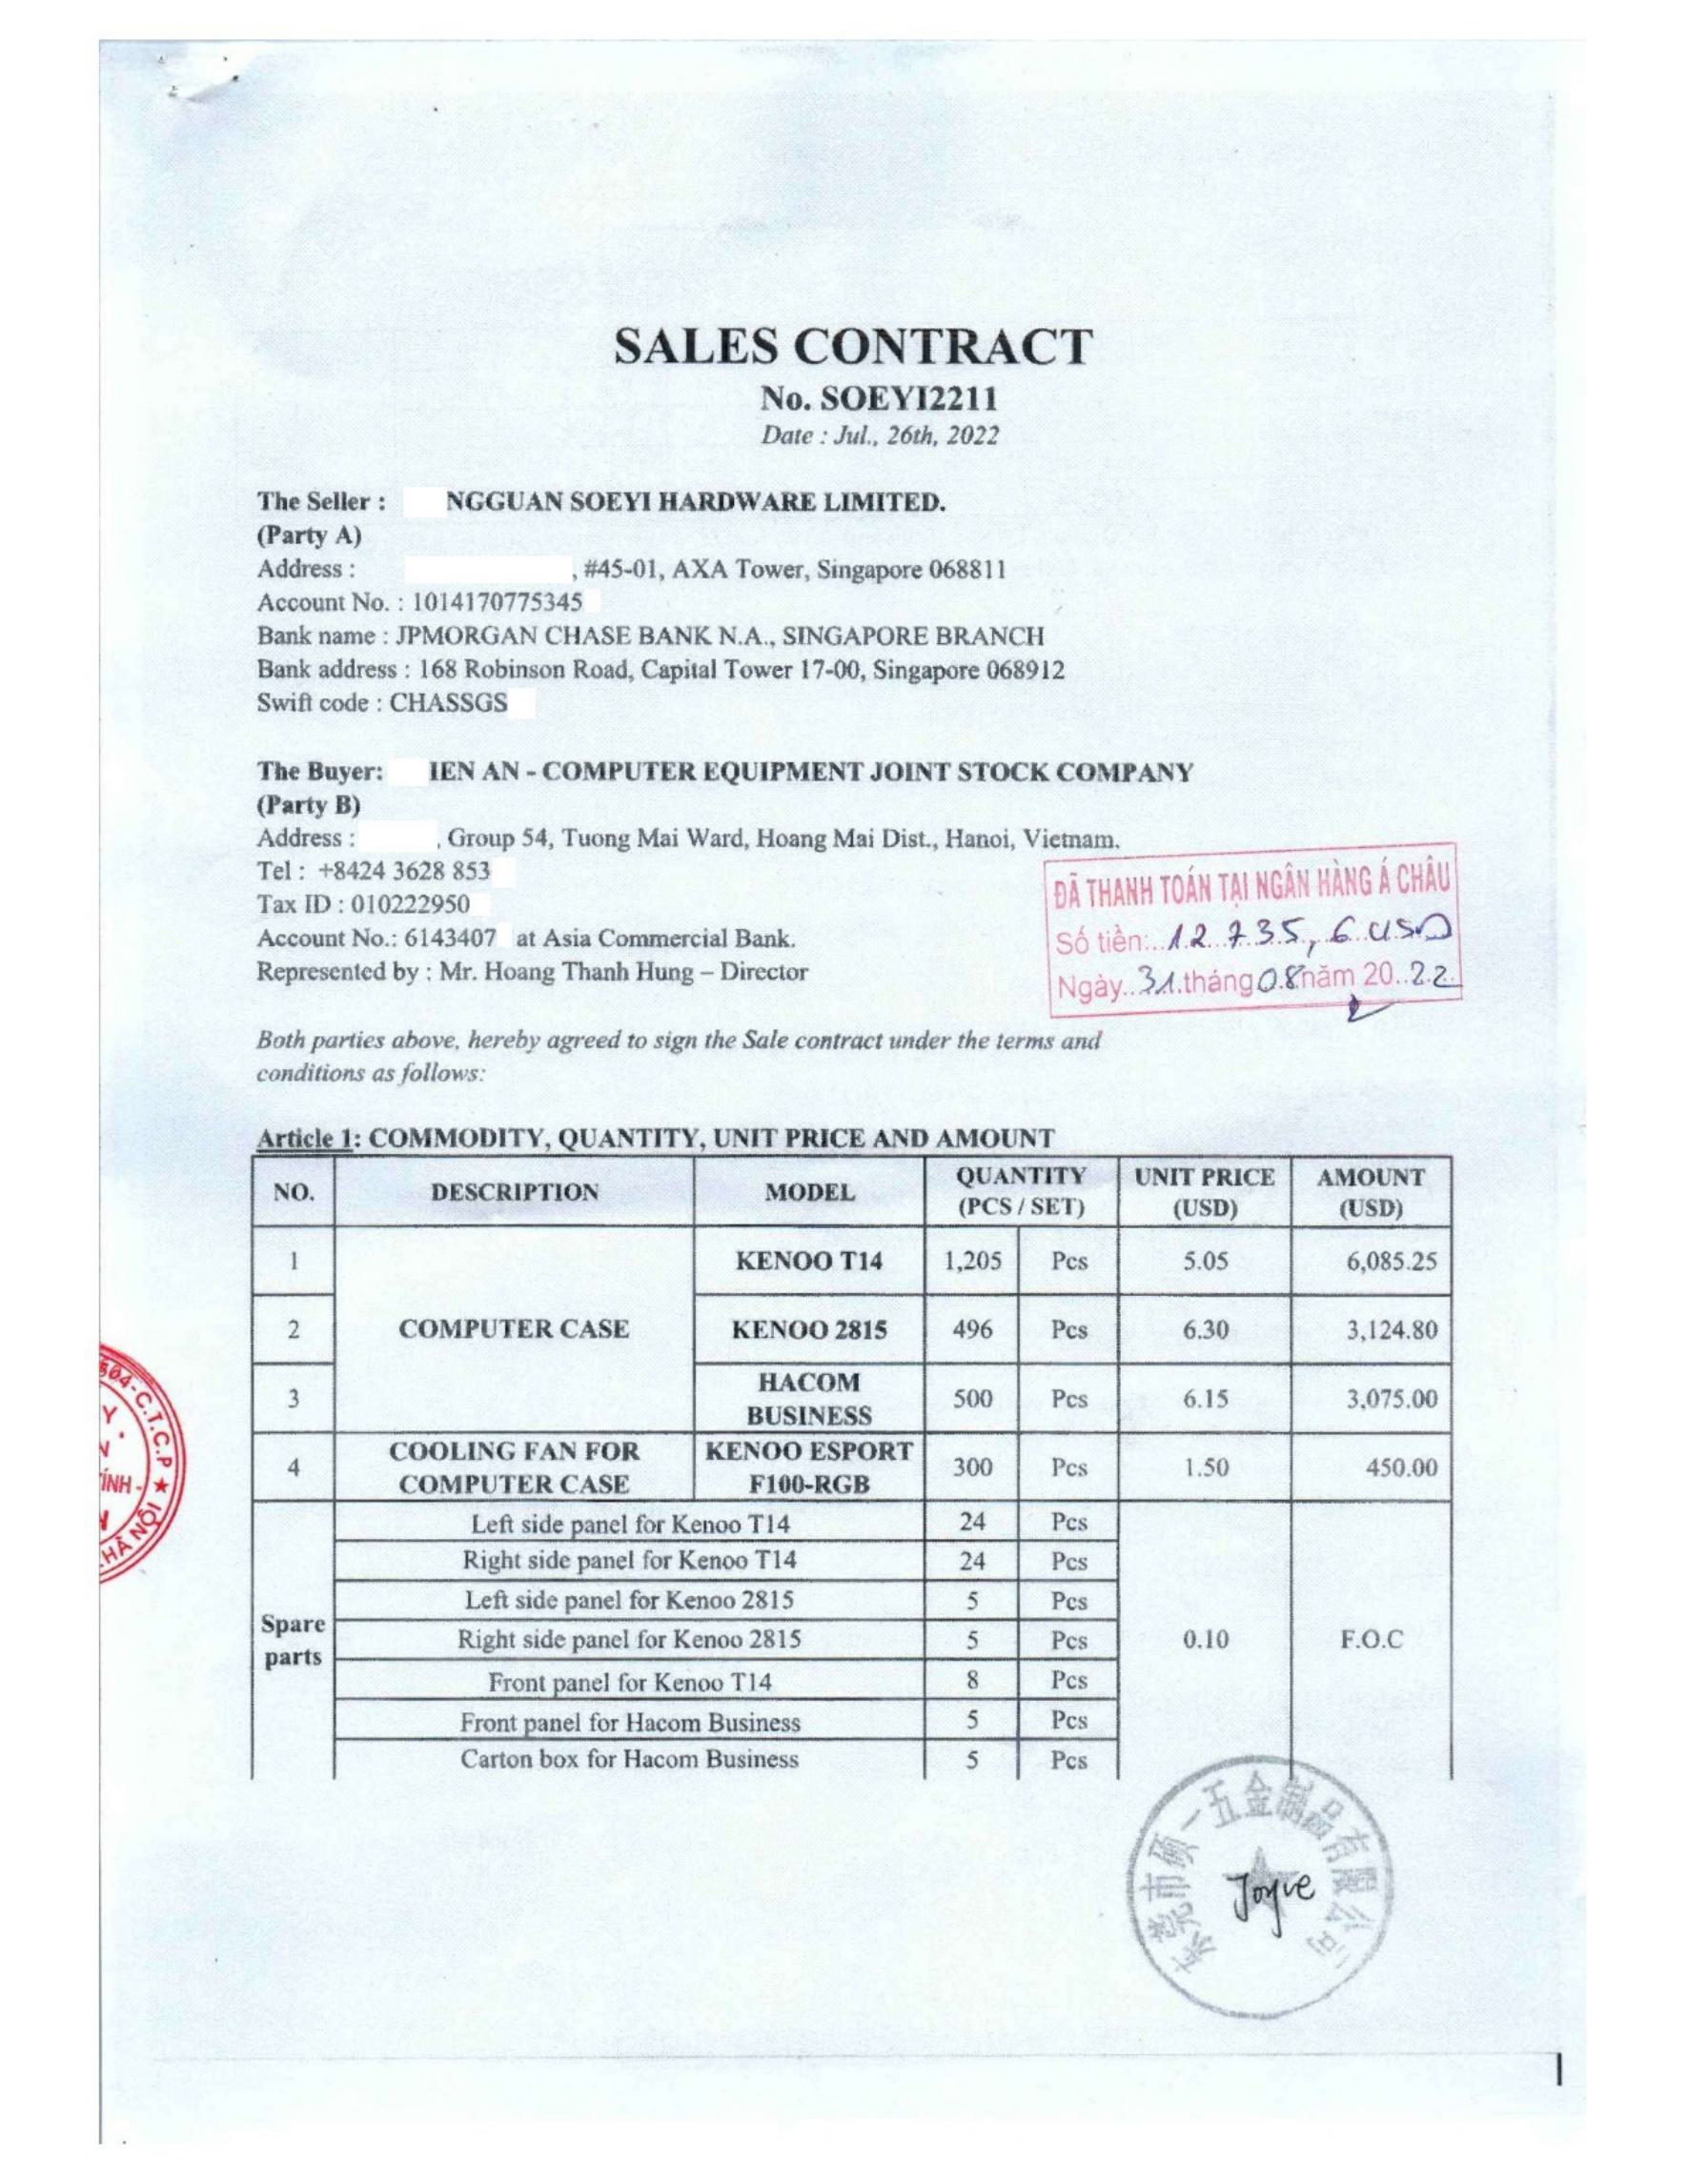 SALES CONTRACT
No. SOEYI2211
Date : Jul., 26th, 2022
The Seller : NGGUAN SOEYI HARDWARE LIMITED.
(Party A)
Address : , #45-01, AXA Tower, Singapore 068811
Account No. : 1014170775345
Bank name : JPMORGAN CHASE BANK N.A., SINGAPORE BRANCH
Bank address : 168 Robinson Road, Capital Tower 17-00, Singapore 068912
Swift code : CHASSGS
The Buyer: IEN AN - COMPUTER EQUIPMENT JOINT STOCK COMPANY
(Party B)
Address : , Group 54, Tuong Mai Ward, Hoang Mai Dist., Hanoi, Vietnam.
Tel : +8424 3628 853
Tax ID : 010222950
Account No.: 6143407 at Asia Commercial Bank.
Represented by : Mr. Hoang Thanh Hung – Director
ĐÃ THANH TOÁN TẠI NGÂN HÀNG Á CHÂU
Số tiền: 12.735,6 USD
Ngày 31 tháng 08 năm 2022
Both parties above, hereby agreed to sign the Sale contract under the terms and
conditions as follows:
Article 1: COMMODITY, QUANTITY, UNIT PRICE AND AMOUNT
NO. DESCRIPTION MODEL QUANTITY (PCS / SET) UNIT PRICE (USD) AMOUNT (USD)
1 COMPUTER CASE KENOO T14 1,205 Pcs 5.05 6,085.25
2 KENOO 2815 496 Pcs 6.30 3,124.80
3 HACOM BUSINESS 500 Pcs 6.15 3,075.00
4 COOLING FAN FOR COMPUTER CASE KENOO ESPORT F100-RGB 300 Pcs 1.50 450.00
Spare parts
Left side panel for Kenoo T14 24 Pcs
Right side panel for Kenoo T14 24 Pcs
Left side panel for Kenoo 2815 5 Pcs
Right side panel for Kenoo 2815 5 Pcs 0.10 F.O.C
Front panel for Kenoo T14 8 Pcs
Front panel for Hacom Business 5 Pcs
Carton box for Hacom Business 5 Pcs
504-C.T.C.P ★ HÀ NỘI
ÍNH -
东莞市硕一五金制品有限公司
Joyce